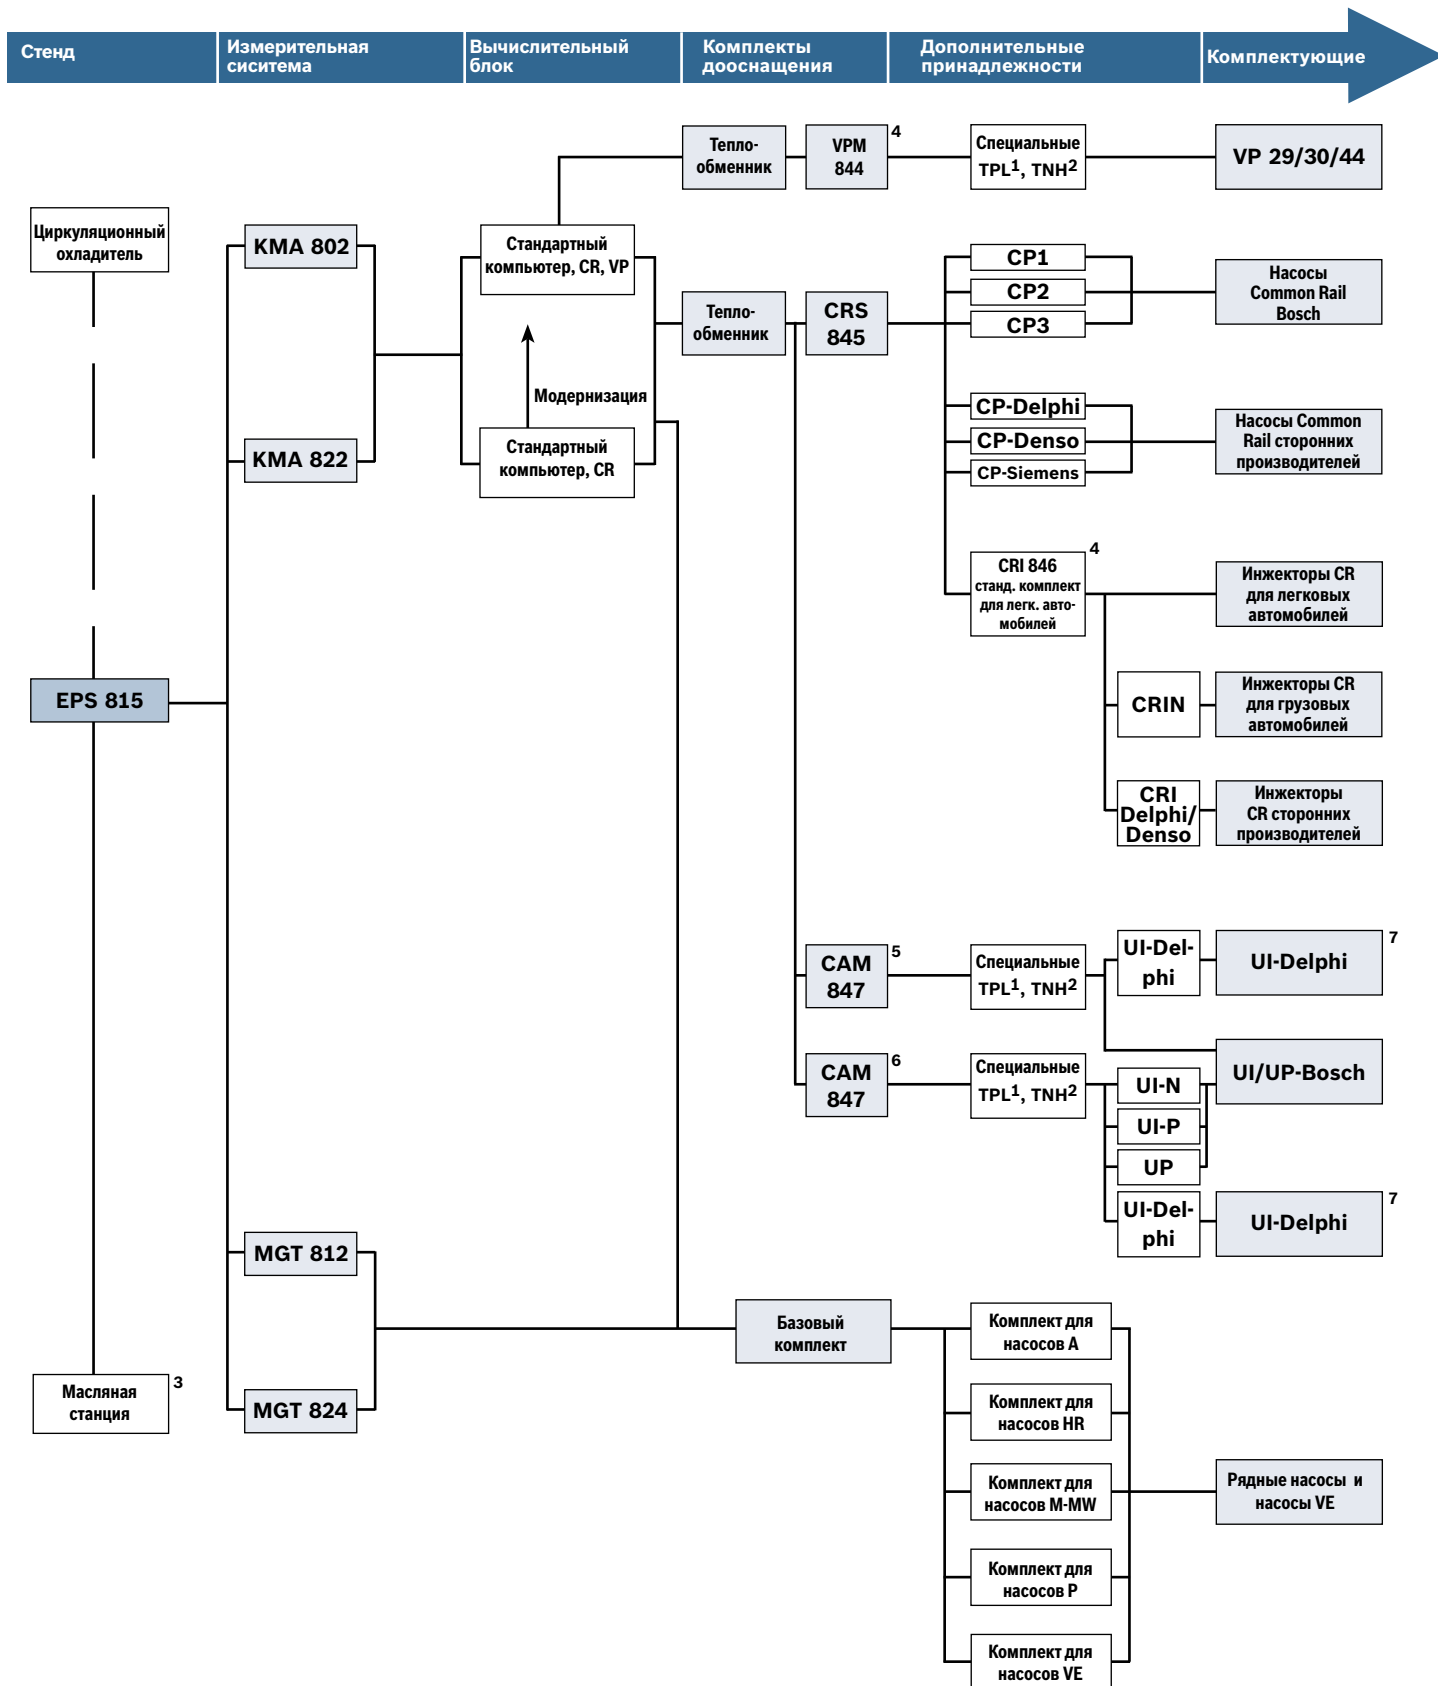 Стенд
Измерительная
сиситема
Вычислительный
блок
Комплекты
дооснащения
Дополнительные
принадлежности
Комплектующие
Циркуляционный
охладитель
EPS 815
Масляная
станция
3
KMA 802
KMA 822
MGT 812
MGT 824
Стандартный
компьютер, CR, VP
Модернизация
Стандартный
компьютер, CR
Тепло-
обменник
VPM
844
4
Специальные
TPL1, TNH2
VP 29/30/44
Тепло-
обменник
CRS
845
CP1
CP2
CP3
Насосы
Common Rail
Bosch
CP-Delphi
CP-Denso
CP-Siemens
Насосы Common
Rail сторонних
производителей
CRI 846
станд. комплект
для легк. авто-
мобилей
4
Инжекторы CR
для легковых
автомобилей
CRIN
Инжекторы CR
для грузовых
автомобилей
CRI
Delphi/
Denso
Инжекторы
CR сторонних
производителей
CAM
847
5
Специальные
TPL1, TNH2
UI-Del-
phi
UI-Delphi
7
CAM
847
6
Специальные
TPL1, TNH2
UI-N
UI-P
UP
UI/UP-Bosch
UI-Del-
phi
UI-Delphi
7
Базовый
комплект
Комплект для
насосов A
Комплект для
насосов HR
Комплект для
насосов M-MW
Комплект для
насосов P
Комплект для
насосов VE
Рядные насосы и
насосы VE